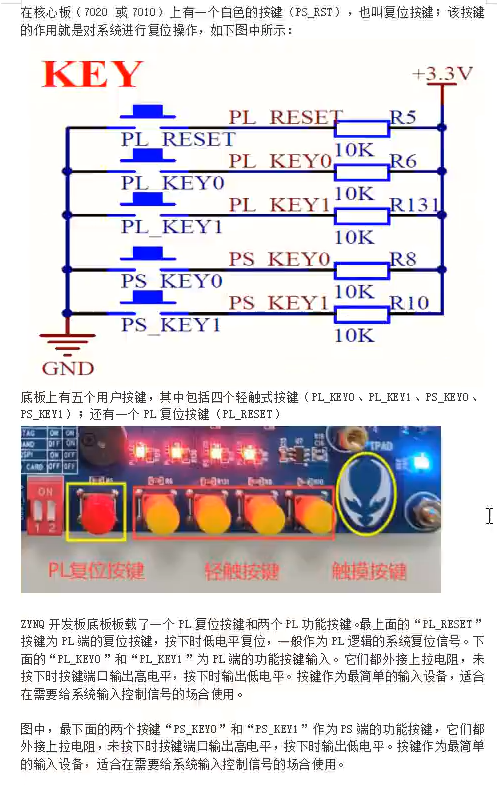 在核心板（7020 或 7010）上有一个白色的按键（PS_RST），也叫复位按键；该按键
的作用就是对系统进行复位操作，如下图中所示：
KEY
+3.3V
PL_RESET
R5
PL_RESET
10K
PL_KEY0
R6
PL_KEY0
10K
PL_KEY1
R131
PL_KEY1
10K
PS_KEY0
R8
PS_KEY0
10K
PS_KEY1
R10
PS_KEY1
10K
GND
底板上有五个用户按键，其中包括四个轻触式按键（PL_KEY0、PL_KEY1、PS_KEY0、
PS_KEY1）；还有一个 PL 复位按键（PL_RESET）
TPAD
ON
1 2
PL复位按键
轻触按键
触摸按键
ZYNQ 开发板底板板载了一个 PL 复位按键和两个 PL 功能按键。最上面的“PL_RESET”
按键为 PL 端的复位按键，按下时低电平复位，一般作为 PL 逻辑的系统复位信号。下
面的“PL_KEY0”和“PL_KEY1”为 PL 端的功能按键输入。它们都外接上拉电阻，未
按下时按键端口输出高电平，按下时输出低电平。按键作为最简单的输入设备，适合
在需要给系统输入控制信号的场合使用。
图中，最下面的两个按键“PS_KEY0”和“PS_KEY1”作为 PS 端的功能按键，它们都
外接上拉电阻，未按下时按键端口输出高电平，按下时输出低电平。按键作为最简单
的输入设备，适合在需要给系统输入控制信号的场合使用。